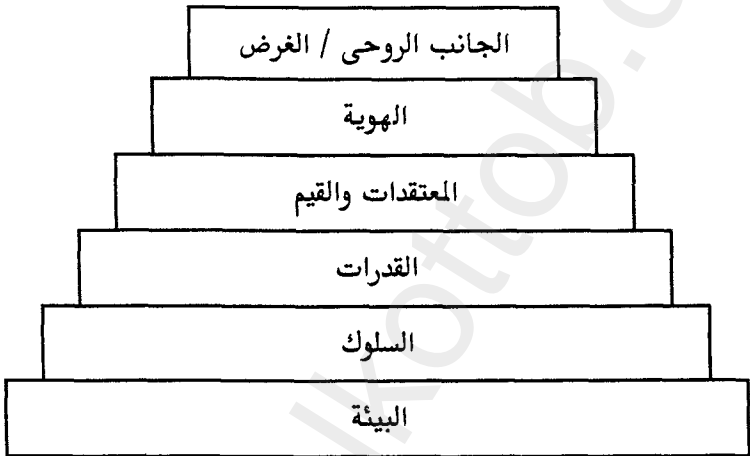 الجانب الروحى / الغرض
الهوية
المعتقدات والقيم
القدرات
السلوك
البيئة